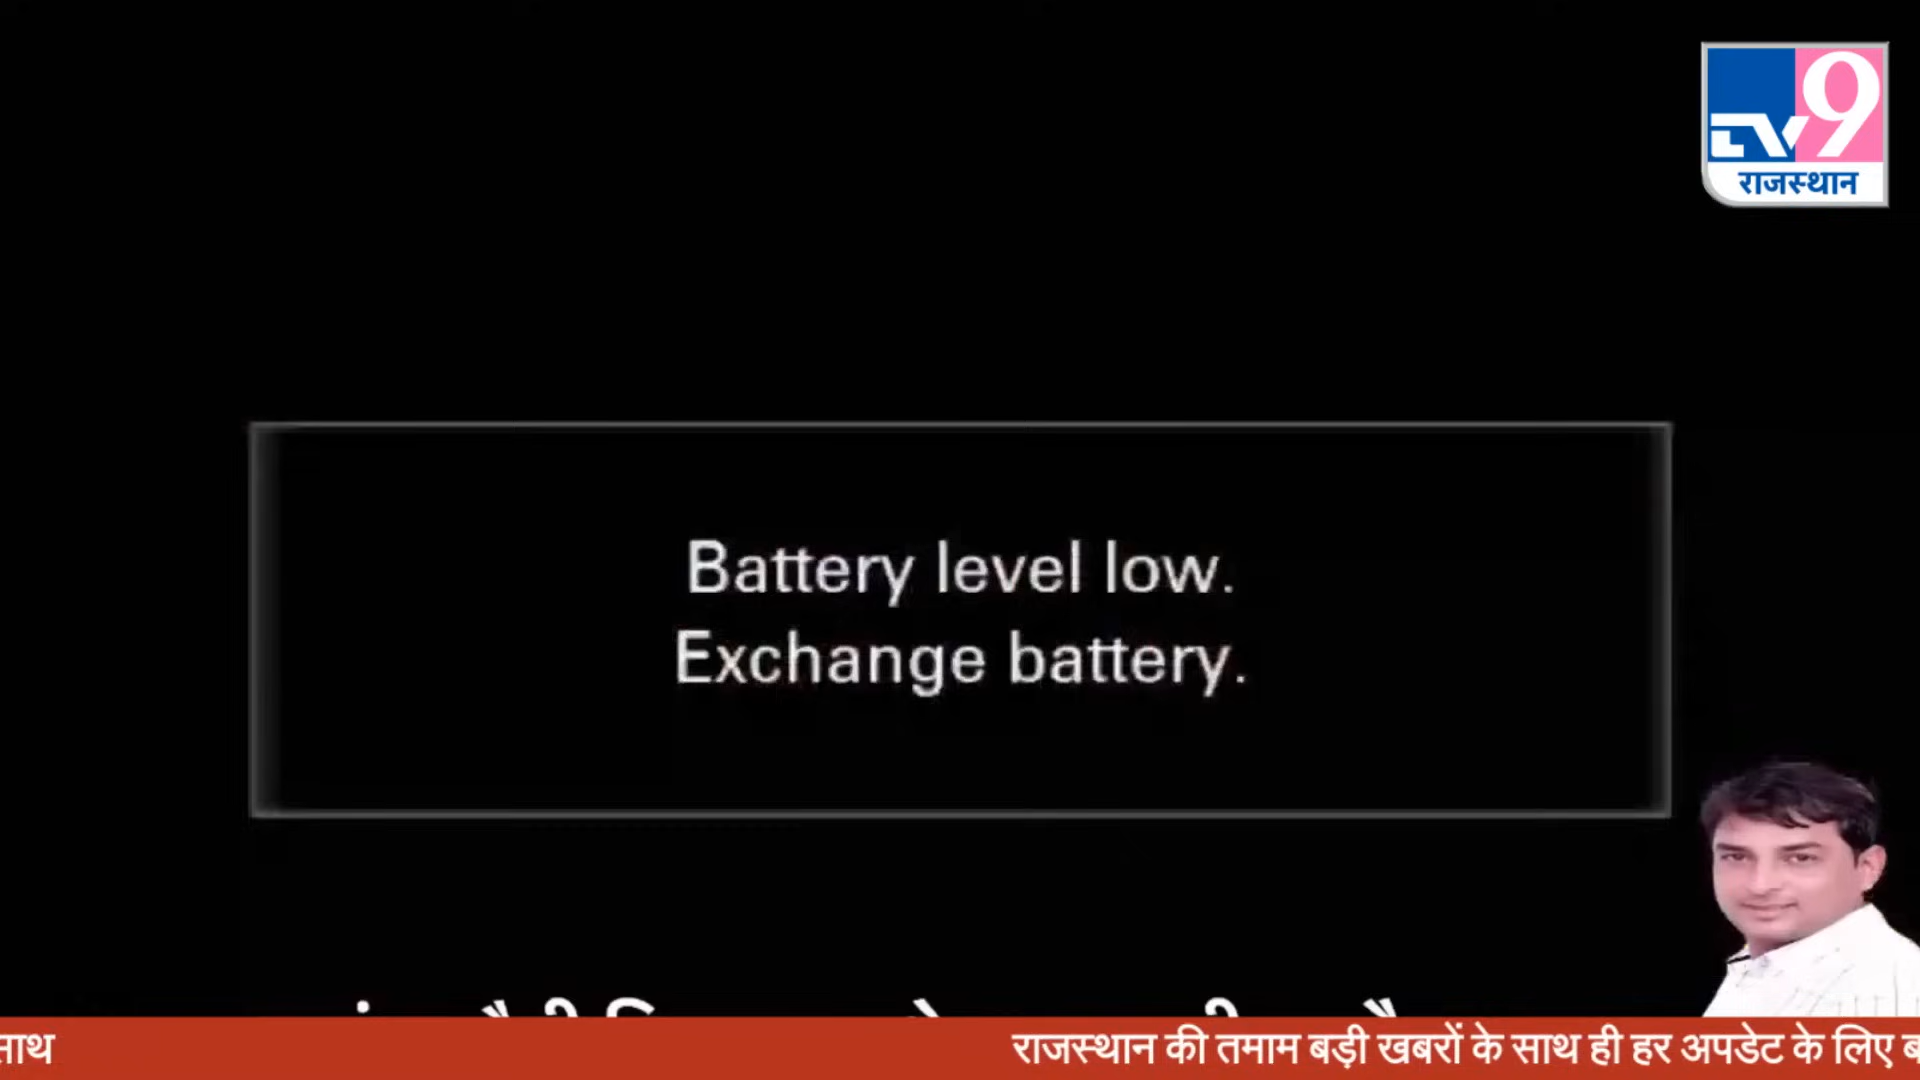 TV9
राजस्थान
Battery level low.
Exchange battery.
साथ
राजस्थान की तमाम बड़ी खबरों के साथ ही हर अपडेट के लिए